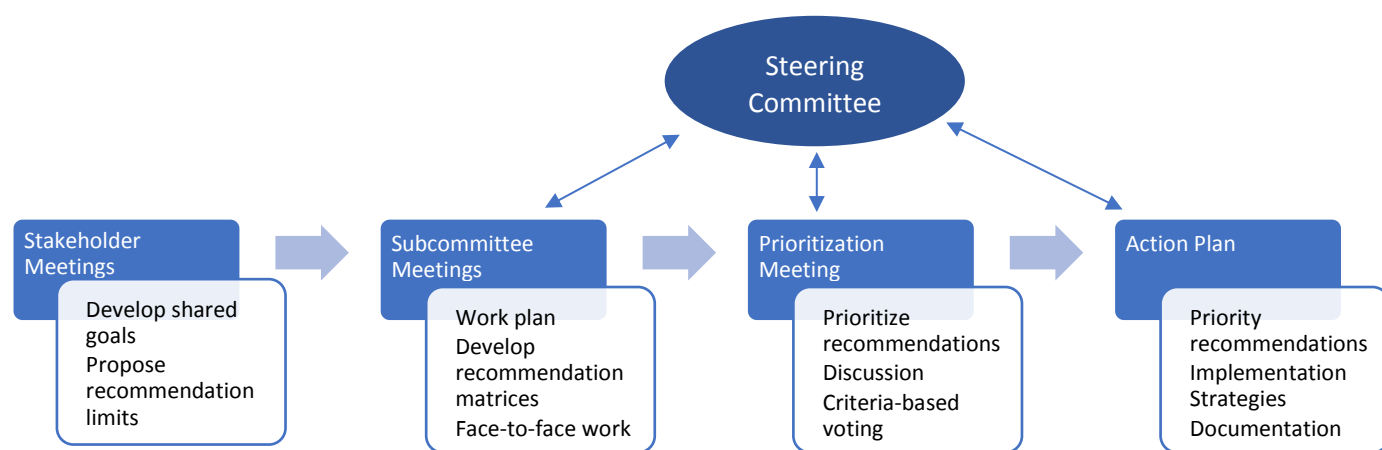 Steering
Committee
Stakeholder
Meetings
Develop shared
goals
Propose
recommendation
limits
Subcommittee
Meetings
Work plan
Develop
recommendation
matrices
Face-to-face work
Prioritization
Meeting
Prioritize
recommendations
Discussion
Criteria-based
voting
Action Plan
Priority
recommendations
Implementation
Strategies
Documentation